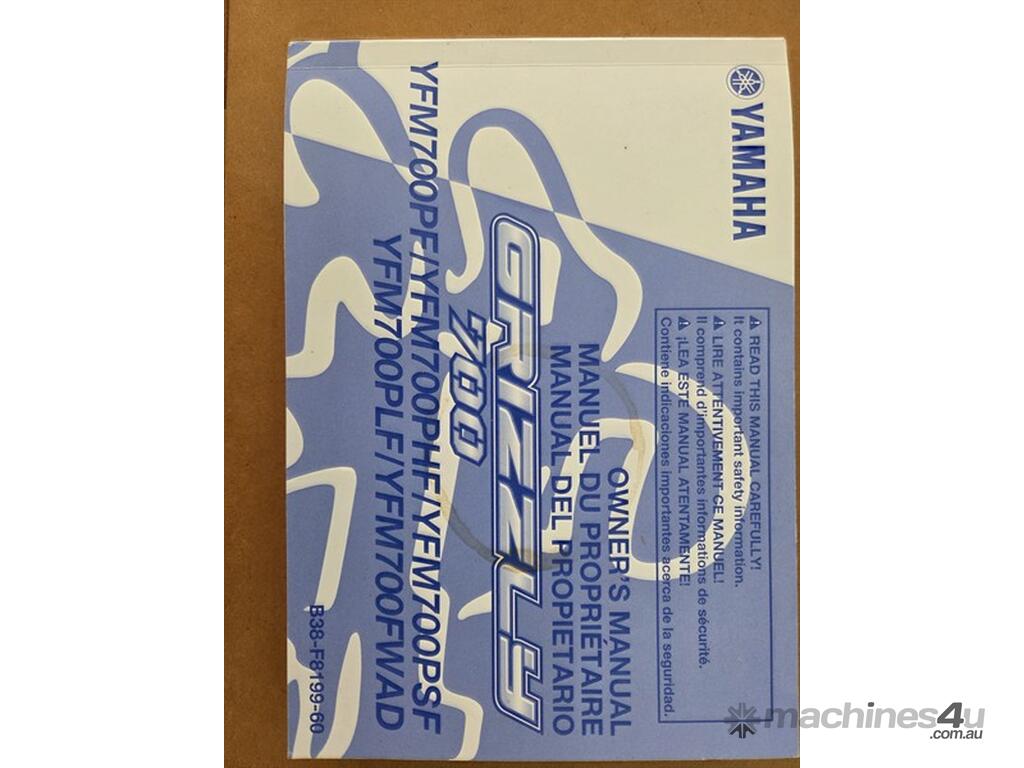 YAMAHA
⚠ READ THIS MANUAL CAREFULLY!
It contains important safety information.
⚠ LIRE ATTENTIVEMENT CE MANUEL!
Il comprend d'importantes informations de sécurité.
⚠ ¡LEA ESTE MANUAL ATENTAMENTE!
Contiene indicaciones importantes acerca de la seguridad.
OWNER'S MANUAL
MANUEL DU PROPRIÉTAIRE
MANUAL DEL PROPIETARIO
GRIZZLY
700
YFM700PF/YFM700PHF/YFM700PSF
YFM700PLF/YFM700FWAD
B38-F8199-60
machines4u
.com.au